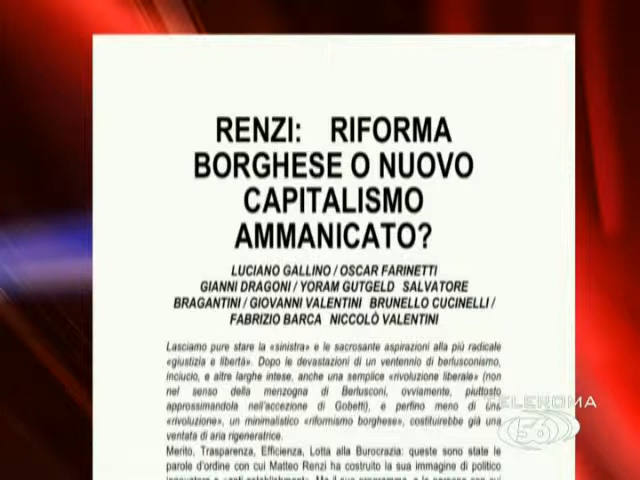 RENZI: RIFORMA
BORGHESE O NUOVO
CAPITALISMO
AMMANICATO?
LUCIANO GALLINO / OSCAR FARINETTI
GIANNI DRAGONI / YORAM GUTGELD SALVATORE
BRAGANTINI / GIOVANNI VALENTINI BRUNELLO CUCINELLI /
FABRIZIO BARCA NICCOLÒ VALENTINI
Lasciamo pure stare la «sinistra» e le sacrosante aspirazioni alla più radicale
«giustizia e libertà». Dopo le devastazioni di un ventennio di berlusconismo,
inciucio, e altre larghe intese, anche una semplice «rivoluzione liberale» (non
nel senso della menzogna di Berlusconi, ovviamente, piuttosto
approssimandola nell'accezione di Gobetti), e perfino meno di una
«rivoluzione», un minimalistico «riformismo borghese», costituirebbe già una
ventata di aria rigeneratrice.
Merito, Trasparenza, Efficienza, Lotta alla Burocrazia: queste sono state le
parole d'ordine con cui Matteo Renzi ha costruito la sua immagine di politico
TELEROMA
56